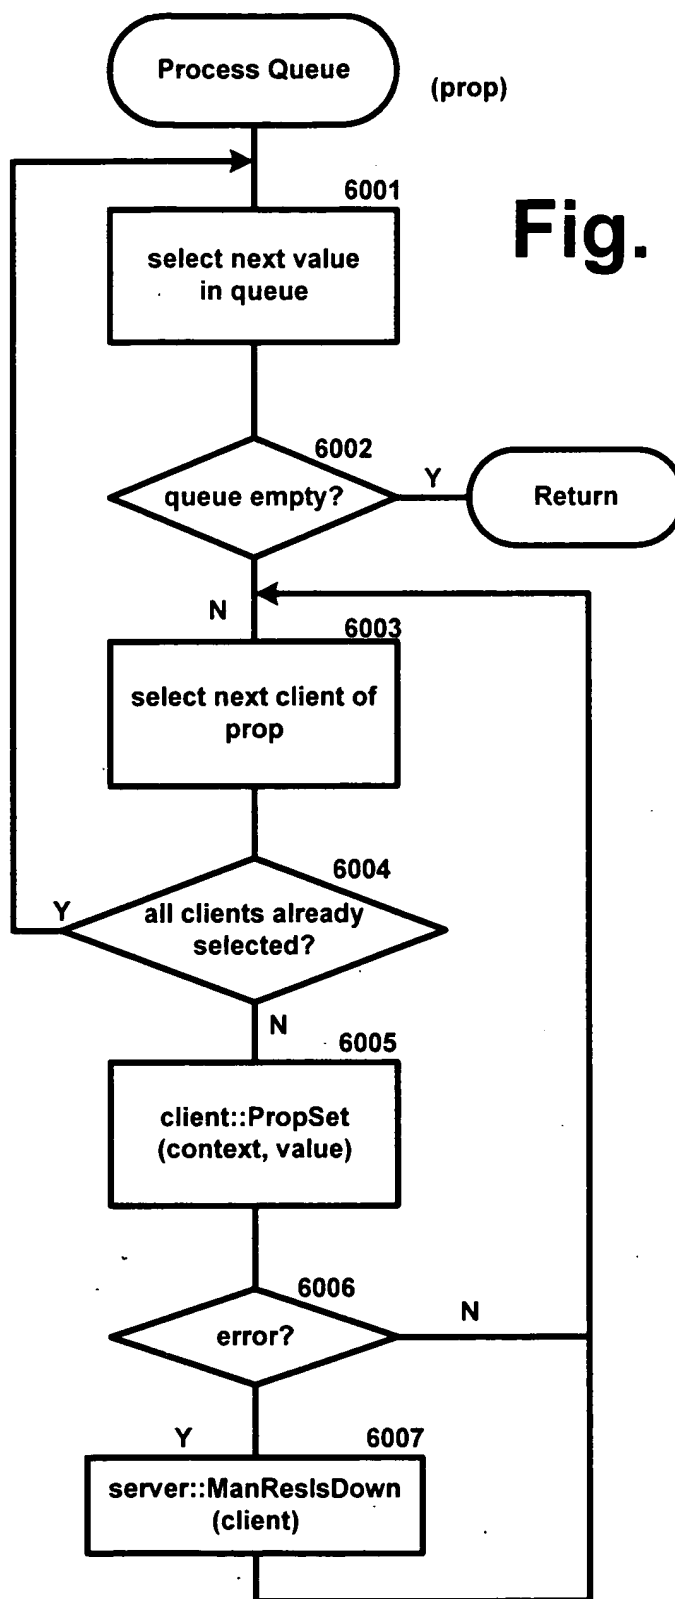 Process Queue
(prop)
Fig.
6001
select next value
in queue
6002
queue empty?
Y
Return
N
6003
select next client of
prop
6004
Y
all clients already
selected?
N
6005
client::PropSet
(context, value)
6006
error?
N
Y
6007
server::ManResIsDown
(client)